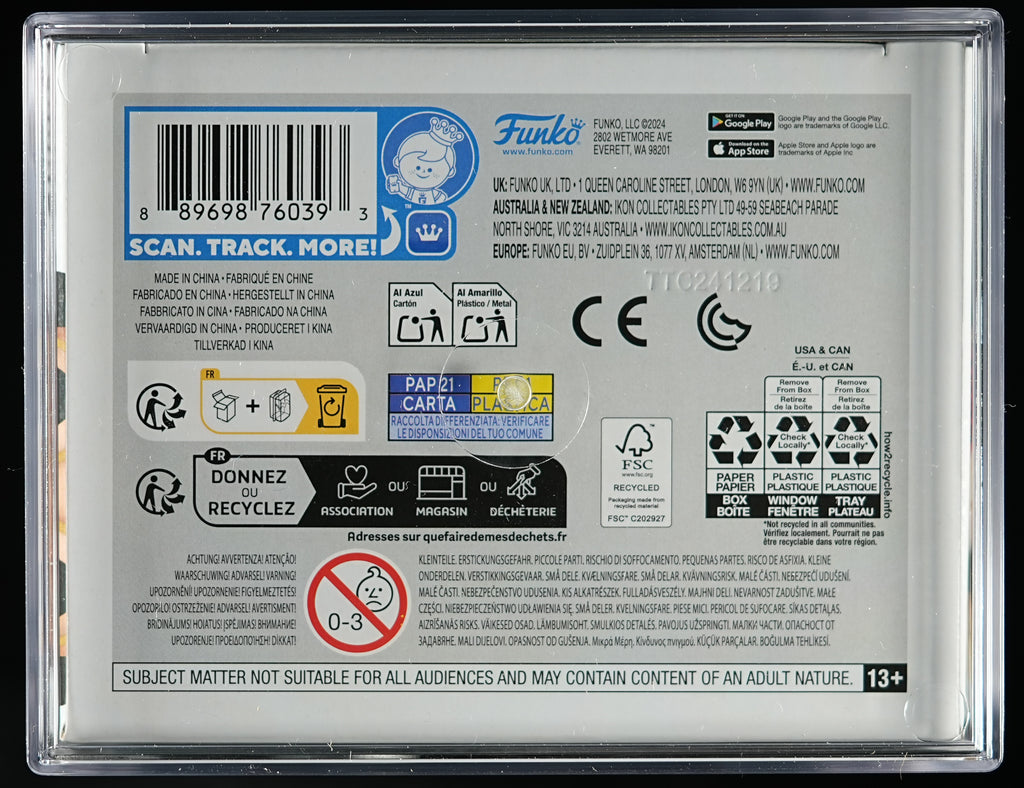 8 89698 76039 3
SCAN. TRACK. MORE!
™
Funko
www.funko.com
FUNKO, LLC ©2024
2802 WETMORE AVE
EVERETT, WA 98201
GET IT ON
Google Play
Google Play and the Google Play
logo are trademarks of Google LLC.
Download on the
App Store
Apple Store and Apple logo are
trademarks of Apple Inc
UK: FUNKO UK, LTD • 1 QUEEN CAROLINE STREET, LONDON, W6 9YN (UK) • WWW.FUNKO.COM
AUSTRALIA & NEW ZEALAND: IKON COLLECTABLES PTY LTD 49-59 SEABEACH PARADE
NORTH SHORE, VIC 3214 AUSTRALIA • WWW.IKONCOLLECTABLES.COM.AU
EUROPE: FUNKO EU, BV • ZUIDPLEIN 36, 1077 XV, AMSTERDAM (NL) • WWW.FUNKO.COM
TTC241219
MADE IN CHINA • FABRIQUÉ EN CHINE
FABRICADO EN CHINA • HERGESTELLT IN CHINA
FABBRICATO IN CINA • FABRICADO NA CHINA
VERVAARDIGD IN CHINA • PRODUCERET I KINA
TILLVERKAD I KINA
Al Azul
Cartón
Al Amarillo
Plástico / Metal
CE
FR
+
PAP 21
CARTA
RACCOLTA DIFFERENZIATA: VERIFICARE
LE DISPOSIZIONI DEL TUO COMUNE
FR
DONNEZ
OU
RECYCLEZ
ASSOCIATION
OU
MAGASIN
OU
DÉCHÈTERIE
Adresses sur quefairedemesdechets.fr
FSC
www.fsc.org
RECYCLED
Packaging made from
recycled material
FSC™ C202927
USA & CAN
É.-U. et CAN
Remove
From Box
Retirez
de la boîte
Remove
From Box
Retirez
de la boîte
Check
Locally*
Check
Locally*
PAPER
PAPIER
PLASTIC
PLASTIQUE
PLASTIC
PLASTIQUE
BOX
BOÎTE
WINDOW
FENÊTRE
TRAY
PLATEAU
how2recycle.info
*Not recycled in all communities.
Vérifiez localement. Pourrait ne pas
être recyclable dans votre région.
ACHTUNG! AVVERTENZA! ATENÇÃO!
WAARSCHUWING! ADVARSEL! VARNING!
UPOZORNĚNÍ! UPOZORNENIE! FIGYELMEZTETÉS!
OPOZORILO! OSTRZEŻENIE! ADVARSEL! AVERTISMENT!
BRĪDINĀJUMS! HOIATUS! ĮSPĖJIMAS! ВНИМАНИЕ!
UPOZORENJE! ΠΡΟΕΙΔΟΠΟΙΗΣΗ! DİKKAT!
0-3
KLEINTEILE. ERSTICKUNGSGEFAHR. PICCOLE PARTI. RISCHIO DI SOFFOCAMENTO. PEQUENAS PARTES. RISCO DE ASFIXIA. KLEINE
ONDERDELEN. VERSTIKKINGSGEVAAR. SMÅ DELE. KVÆLNINGSFARE. SMÅ DELAR. KVÄVNINGSRISK. MALÉ ČÁSTI. NEBEZPEČÍ UDUŠENÍ.
MALÉ ČASTI. NEBEZPEČENSTVO UDUSENIA. KIS ALKATRÉSZEK. FULLADÁSVESZÉLY. MAJHNI DELI. NEVARNOST ZADUŠITVE. MAŁE
CZĘŚCI. NIEBEZPIECZEŃSTWO UDŁAWIENIA SIĘ. SMÅ DELER. KVELNINGSFARE. PIESE MICI. PERICOL DE SUFOCARE. SĪKAS DETAĻAS.
AIZRĪŠANĀS RISKS. VÄIKESED OSAD. LÄMBUMISOHT. SMULKIOS DETALĖS. PAVOJUS UŽSPRINGTI. МАЛКИ ЧАСТИ. ОПАСНОСТ ОТ
ЗАДАВЯНЕ. MALI DIJELOVI. OPASNOST OD GUŠENJA. Μικρά Μέρη. Κίνδυνος πνιγμού. KÜÇÜK PARÇALAR. BOĞULMA TEHLİKESİ.
SUBJECT MATTER NOT SUITABLE FOR ALL AUDIENCES AND MAY CONTAIN CONTENT OF AN ADULT NATURE. 13+